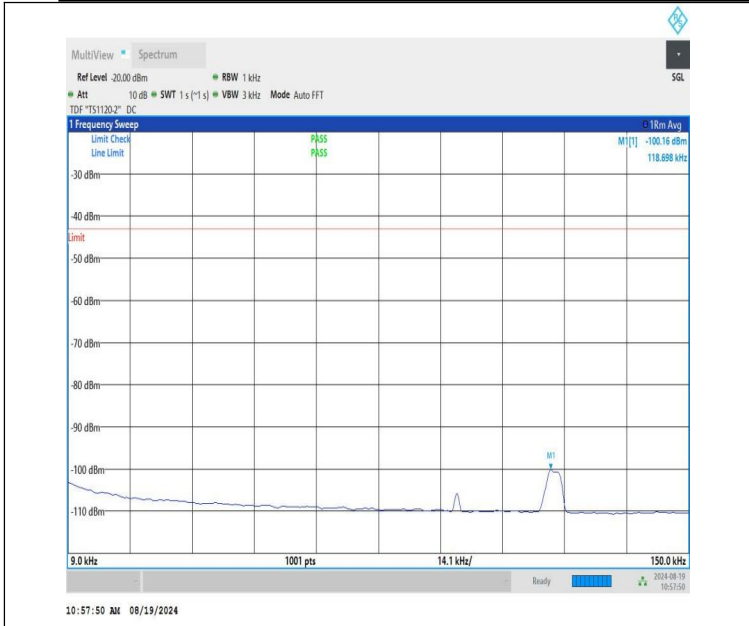 MultiView Spectrum
Ref Level -20.00 dBm RBW 1 kHz SGL
Att 10 dB SWT 1 s (~1 s) VBW 3 kHz Mode Auto FFT
TDF "TS1120-2" DC
1 Frequency Sweep 1Rm Avg
Limit Check PASS M1[1] -100.16 dBm
Line Limit PASS 118.698 kHz
-30 dBm
-40 dBm
Limit
-50 dBm
-60 dBm
-70 dBm
-80 dBm
-90 dBm
M1
-100 dBm
-110 dBm
9.0 kHz 1001 pts 14.1 kHz/ 150.0 kHz
Ready 2024-08-19
10:57:50
10:57:50 AM 08/19/2024